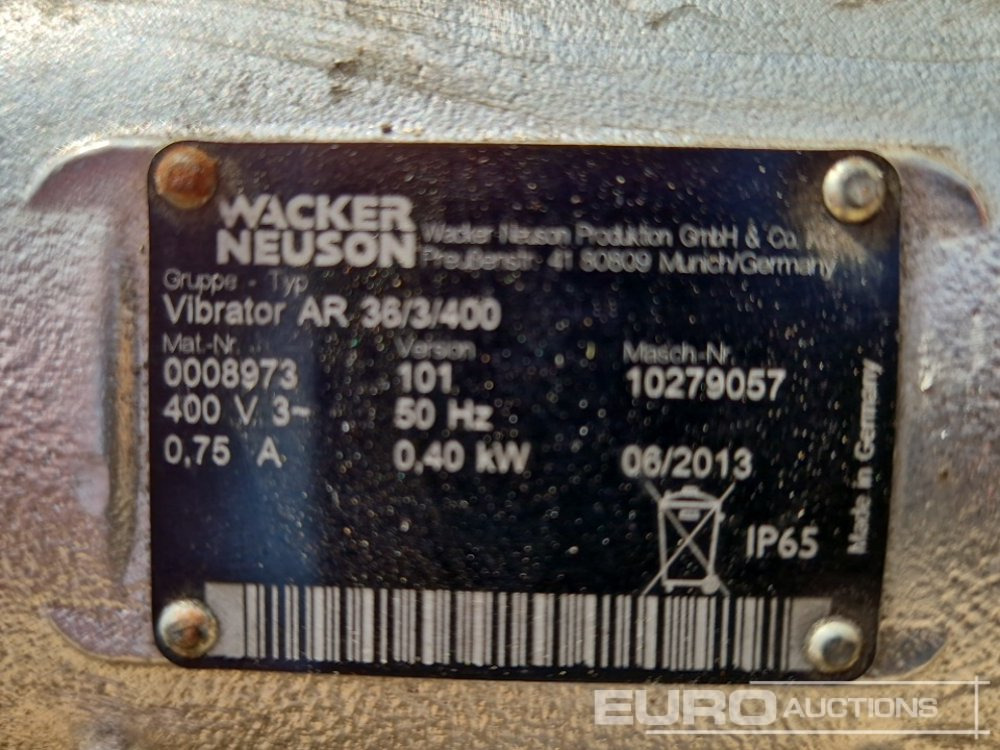 WACKER
NEUSON
Wacker Neuson Produktion GmbH & Co. KG
Preußenstr. 41 80809 Munich/Germany
Gruppe - Typ
Vibrator AR 36/3/400
Mat.-Nr. Version Masch-Nr.
0008973 101 10279057
400 V 3~ 50 Hz
0,75 A 0,40 kW 06/2013
IP65
Made in Germany
EURO AUCTIONS